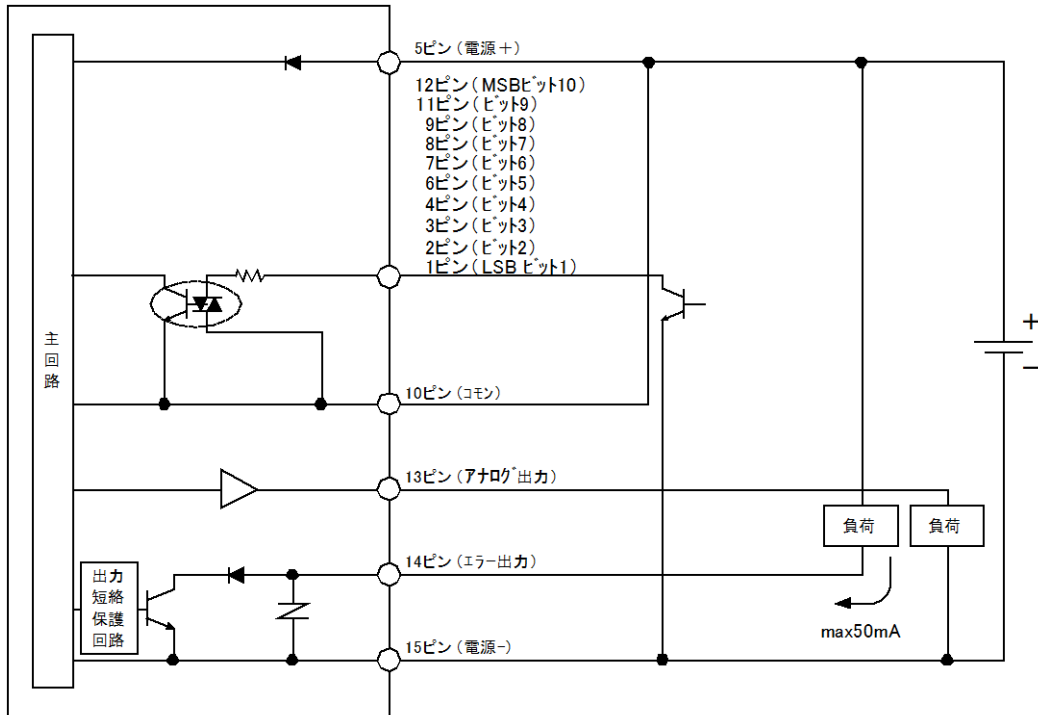 5ピン(電源+)
12ピン(MSBビット10)
11ピン(ビット9)
9ピン(ビット8)
8ピン(ビット7)
7ピン(ビット6)
6ピン(ビット5)
4ピン(ビット4)
3ピン(ビット3)
2ピン(ビット2)
1ピン(LSB ビット1)
主
回
路
+
−
10ピン(コモン)
13ピン(アナログ出力)
負荷
負荷
14ピン(エラー出力)
出力
短絡
保護
回路
max50mA
15ピン(電源-)